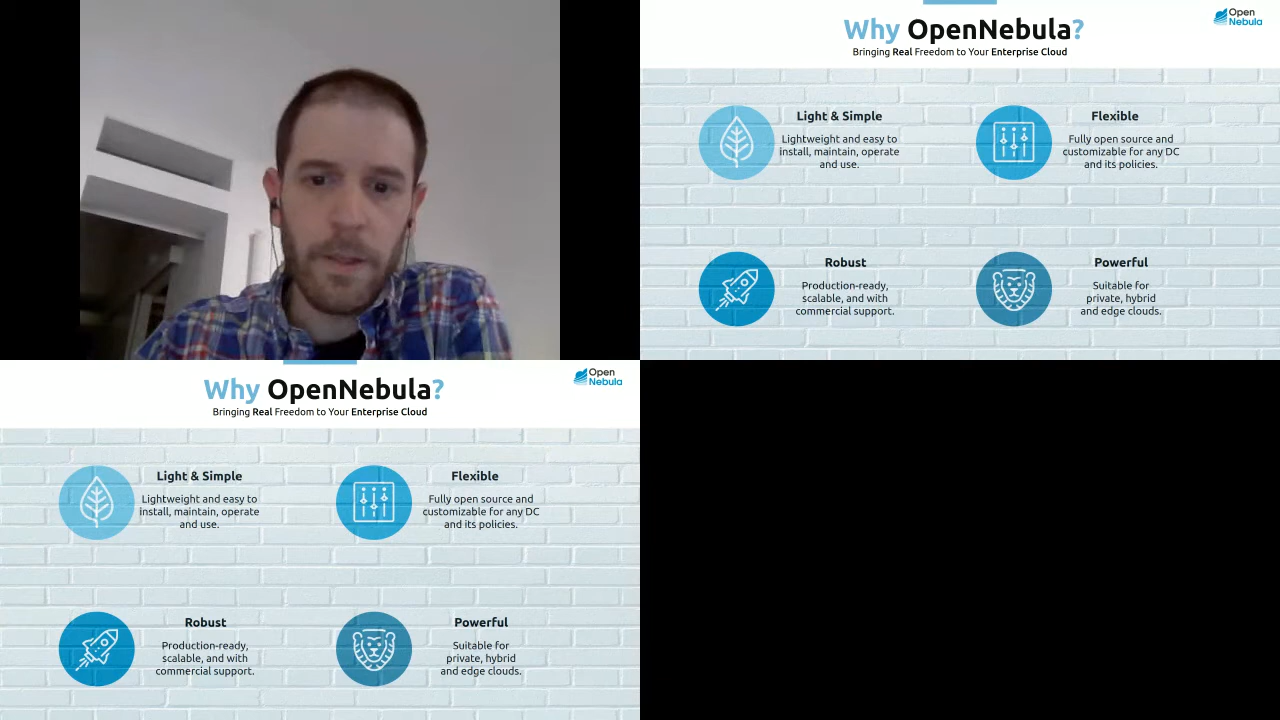 Why OpenNebula?
Bringing Real Freedom to Your Enterprise Cloud
Open
Nebula
Light & Simple
Lightweight and easy to
install, maintain, operate
and use.
Flexible
Fully open source and
customizable for any DC
and its policies.
Robust
Production-ready,
scalable, and with
commercial support.
Powerful
Suitable for
private, hybrid
and edge clouds.
Why OpenNebula?
Bringing Real Freedom to Your Enterprise Cloud
Open
Nebula
Light & Simple
Lightweight and easy to
install, maintain, operate
and use.
Flexible
Fully open source and
customizable for any DC
and its policies.
Robust
Production-ready,
scalable, and with
commercial support.
Powerful
Suitable for
private, hybrid
and edge clouds.